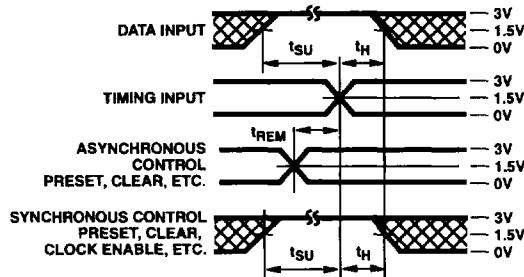 DATA INPUT
3V
1.5V
0V
tSU
tH
TIMING INPUT
3V
1.5V
0V
tREM
ASYNCHRONOUS
CONTROL
PRESET, CLEAR, ETC.
3V
1.5V
0V
SYNCHRONOUS CONTROL
PRESET, CLEAR,
CLOCK ENABLE, ETC.
3V
1.5V
0V
tSU
tH